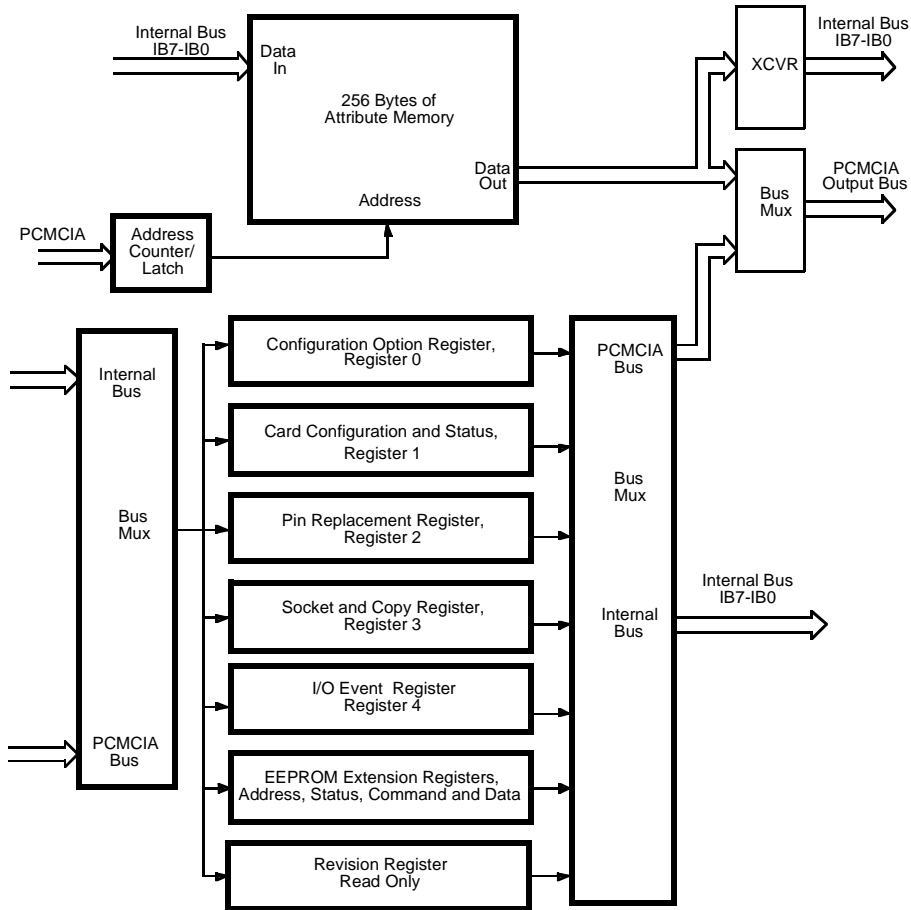 Internal Bus
IB7-IB0
Data
In
256 Bytes of
Attribute Memory
Data
Out
Address
XCVR
Internal Bus
IB7-IB0
Bus
Mux
PCMCIA
Output Bus
PCMCIA
Address
Counter/
Latch
Internal
Bus
Bus
Mux
PCMCIA
Bus
Configuration Option Register,
Register 0
Card Configuration and Status,
Register 1
Pin Replacement Register,
Register 2
Socket and Copy Register,
Register 3
I/O Event Register
Register 4
EEPROM Extension Registers,
Address, Status, Command and Data
Revision Register
Read Only
PCMCIA
Bus
Bus
Mux
Internal
Bus
Internal Bus
IB7-IB0